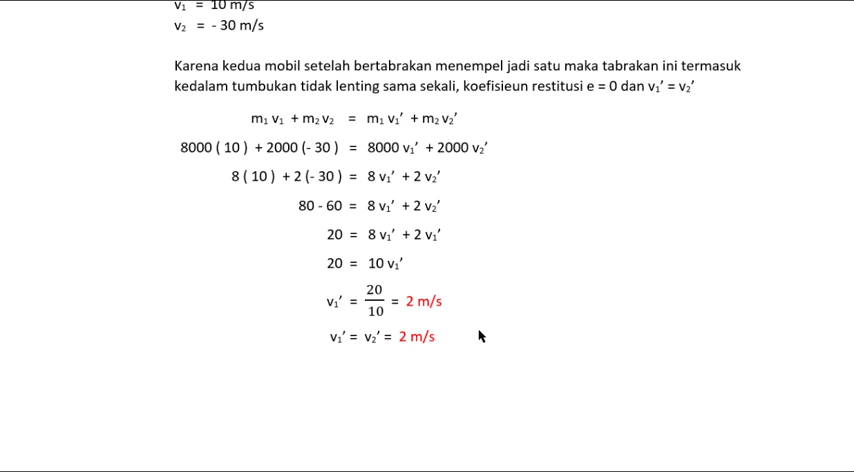 v₁ = 10 m/s
v₂ = - 30 m/s
Karena kedua mobil setelah bertabrakan menempel jadi satu maka tabrakan ini termasuk
kedalam tumbukan tidak lenting sama sekali, koefisieun restitusi e = 0 dan v₁′ = v₂′
m₁ v₁ + m₂ v₂ = m₁ v₁′ + m₂ v₂′
8000 ( 10 ) + 2000 (- 30 ) = 8000 v₁′ + 2000 v₂′
8 ( 10 ) + 2 (- 30 ) = 8 v₁′ + 2 v₂′
80 - 60 = 8 v₁′ + 2 v₂′
20 = 8 v₁′ + 2 v₁′
20 = 10 v₁′
v₁′ = 20/10 = 2 m/s
v₁′ = v₂′ = 2 m/s